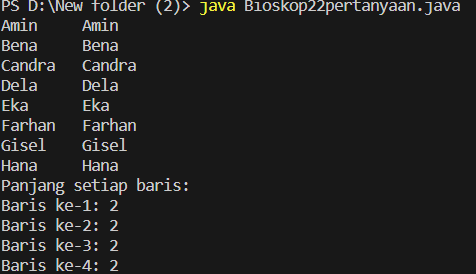 PS D:\New folder (2)> java Bioskop22pertanyaan.java
Amin    Amin
Bena    Bena
Candra  Candra
Dela    Dela
Eka     Eka
Farhan  Farhan
Gisel   Gisel
Hana    Hana
Panjang setiap baris:
Baris ke-1: 2
Baris ke-2: 2
Baris ke-3: 2
Baris ke-4: 2